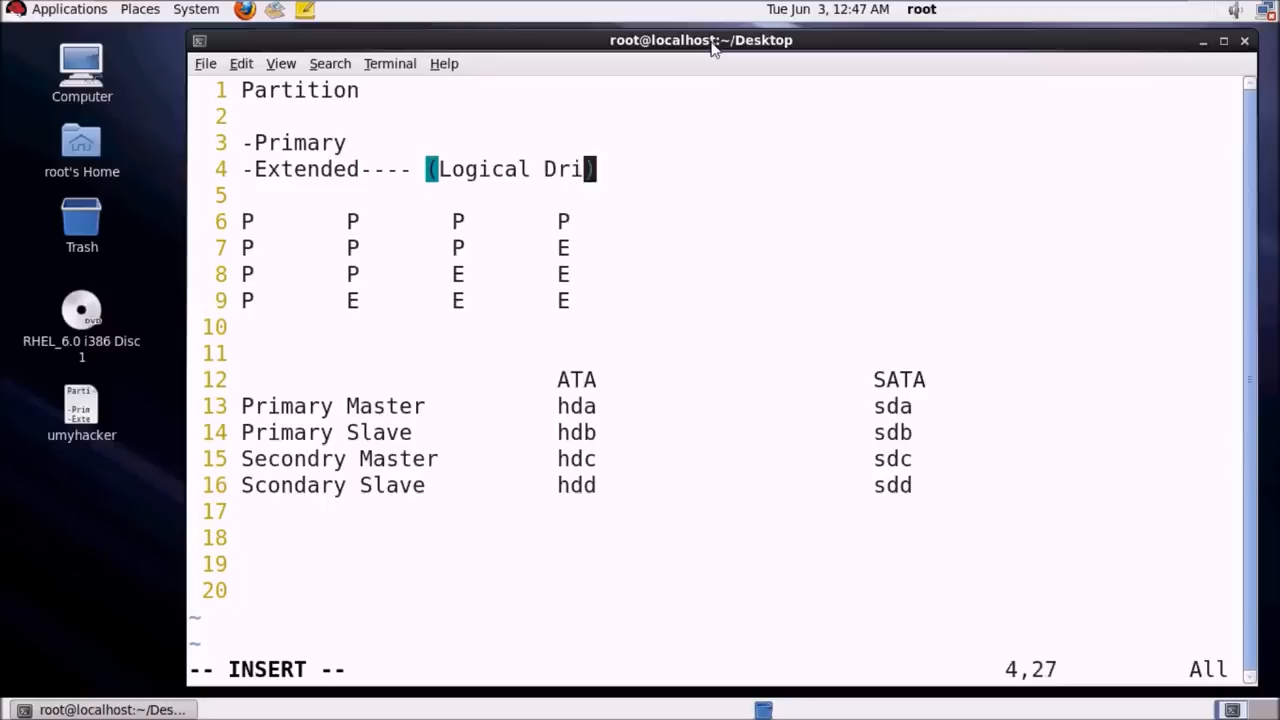 Applications Places System Tue Jun 3, 12:47 AM root
root@localhost:~/Desktop
File Edit View Search Terminal Help
Computer
root's Home
Trash
DVD
RHEL_6.0 i386 Disc
1
Parti
-Prim
-Exte
umyhacker
1 Partition
2
3 -Primary
4 -Extended---- (Logical Dri)
5
6 P P P P
7 P P P E
8 P P E E
9 P E E E
10
11
12 ATA SATA
13 Primary Master hda sda
14 Primary Slave hdb sdb
15 Secondry Master hdc sdc
16 Scondary Slave hdd sdd
17
18
19
20
~
~
-- INSERT -- 4,27 All
root@localhost:~/Des...